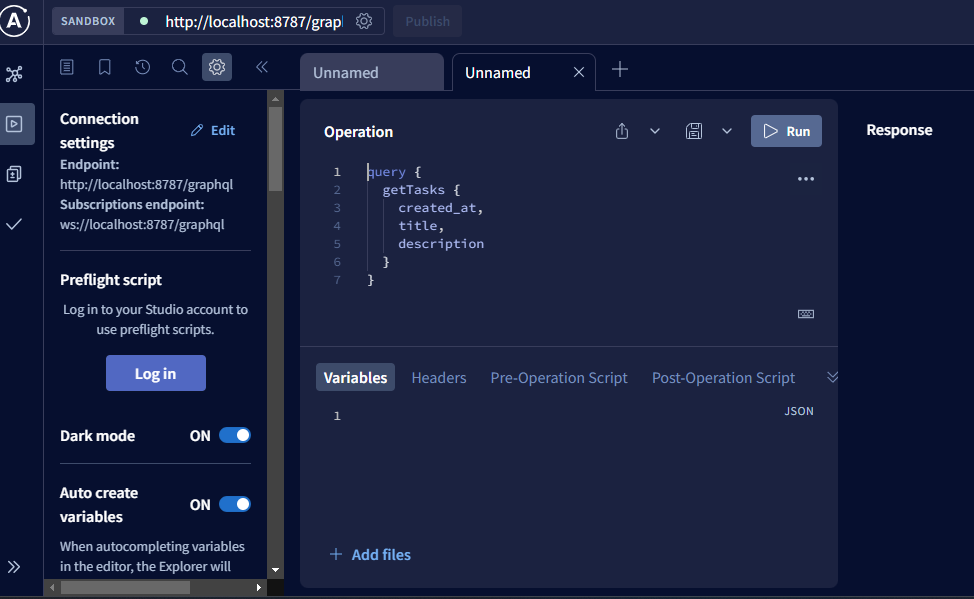 SANDBOX
http://localhost:8787/grap
Publish
Unnamed
Unnamed
Connection settings
Edit
Endpoint:
http://localhost:8787/graphql
Subscriptions endpoint:
ws://localhost:8787/graphql
Preflight script
Log in to your Studio account to
use preflight scripts.
Log in
Dark mode
ON
Auto create
variables
ON
When autocompleting variables
in the editor, the Explorer will
Operation
Run
1 query {
2 getTasks {
3 created_at,
4 title,
5 description
6 }
7 }
Variables
Headers
Pre-Operation Script
Post-Operation Script
1
JSON
Add files
Response